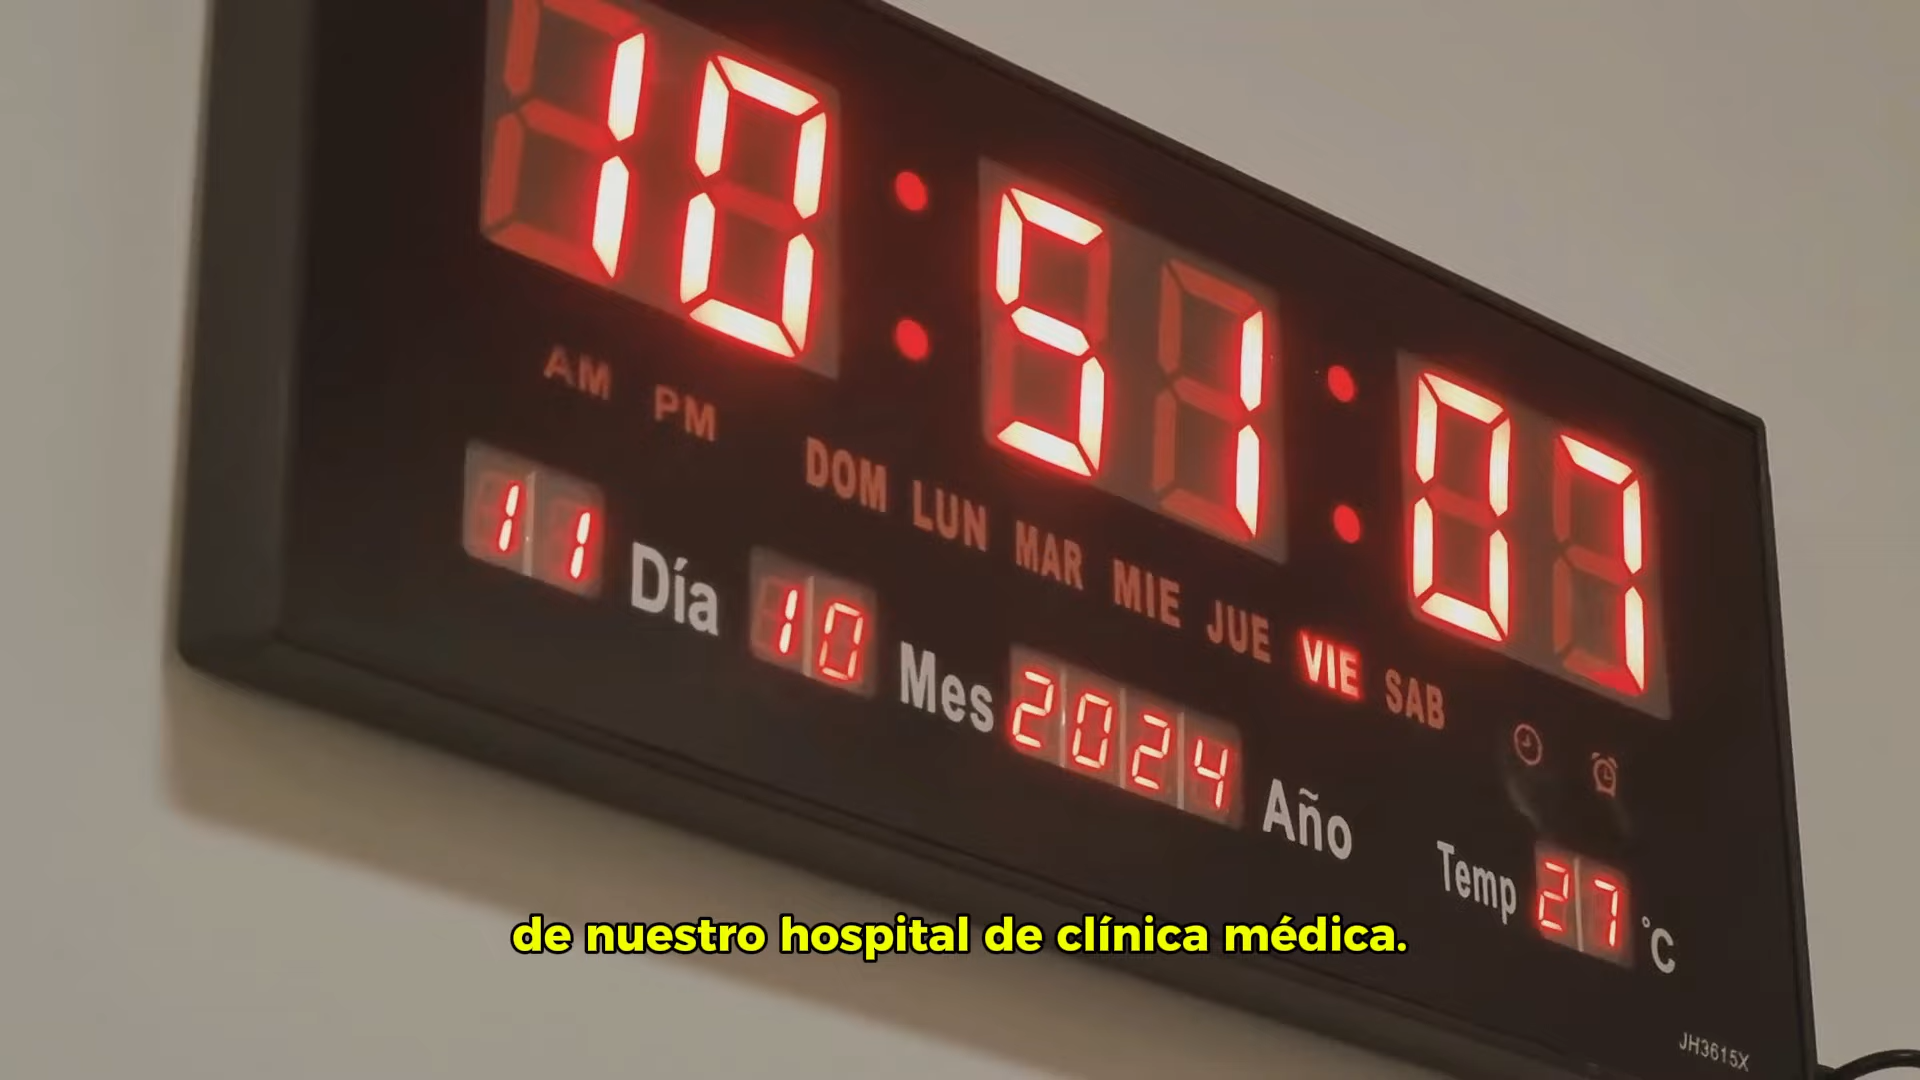 10:51:07
AM PM
DOM LUN MAR MIE JUE VIE SAB
11 Día 10 Mes 2024 Año
Temp 27 °C
de nuestro hospital de clínica médica.
JH3615X